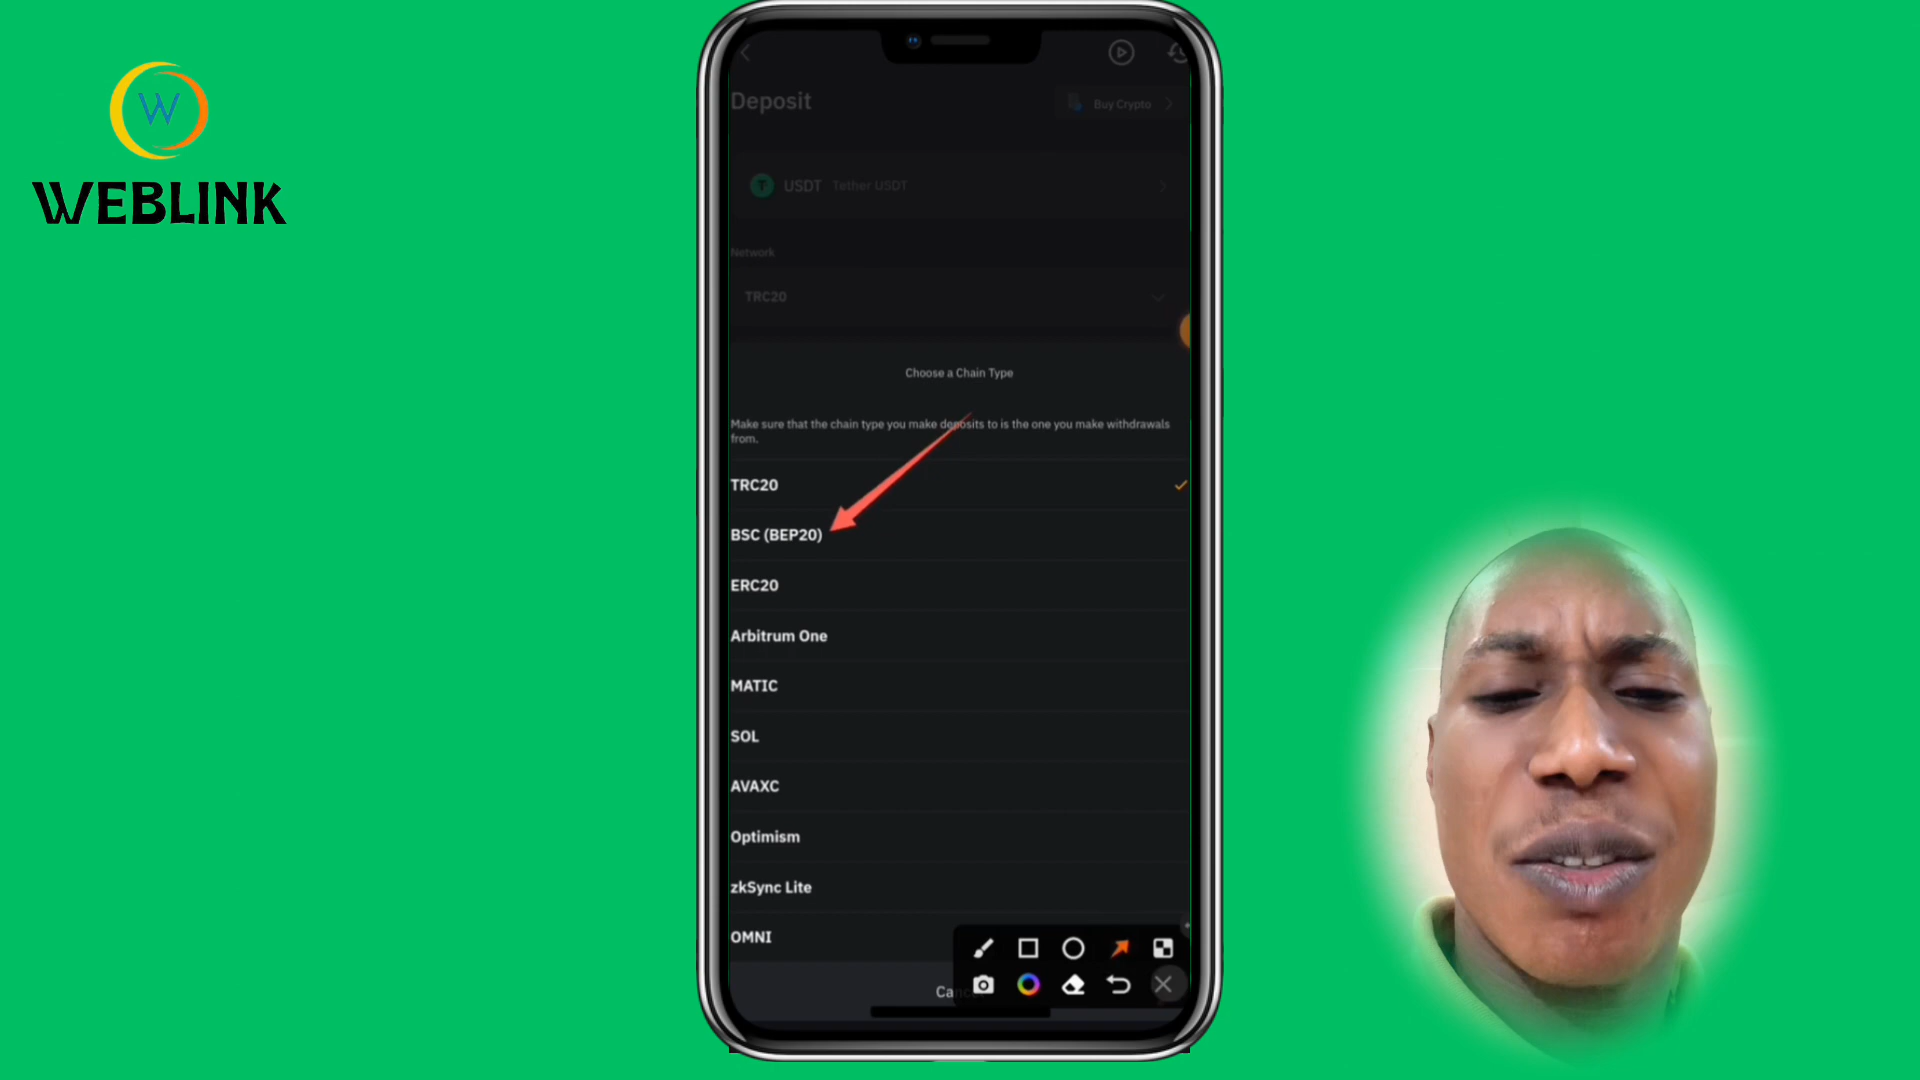 W
WEBLINK
Deposit
Buy Crypto
T USDT Tether USDT
Network
TRC20
Choose a Chain Type
Make sure that the chain type you make deposits to is the one you make withdrawals
from.
TRC20
BSC (BEP20)
ERC20
Arbitrum One
MATIC
SOL
AVAXC
Optimism
zkSync Lite
OMNI